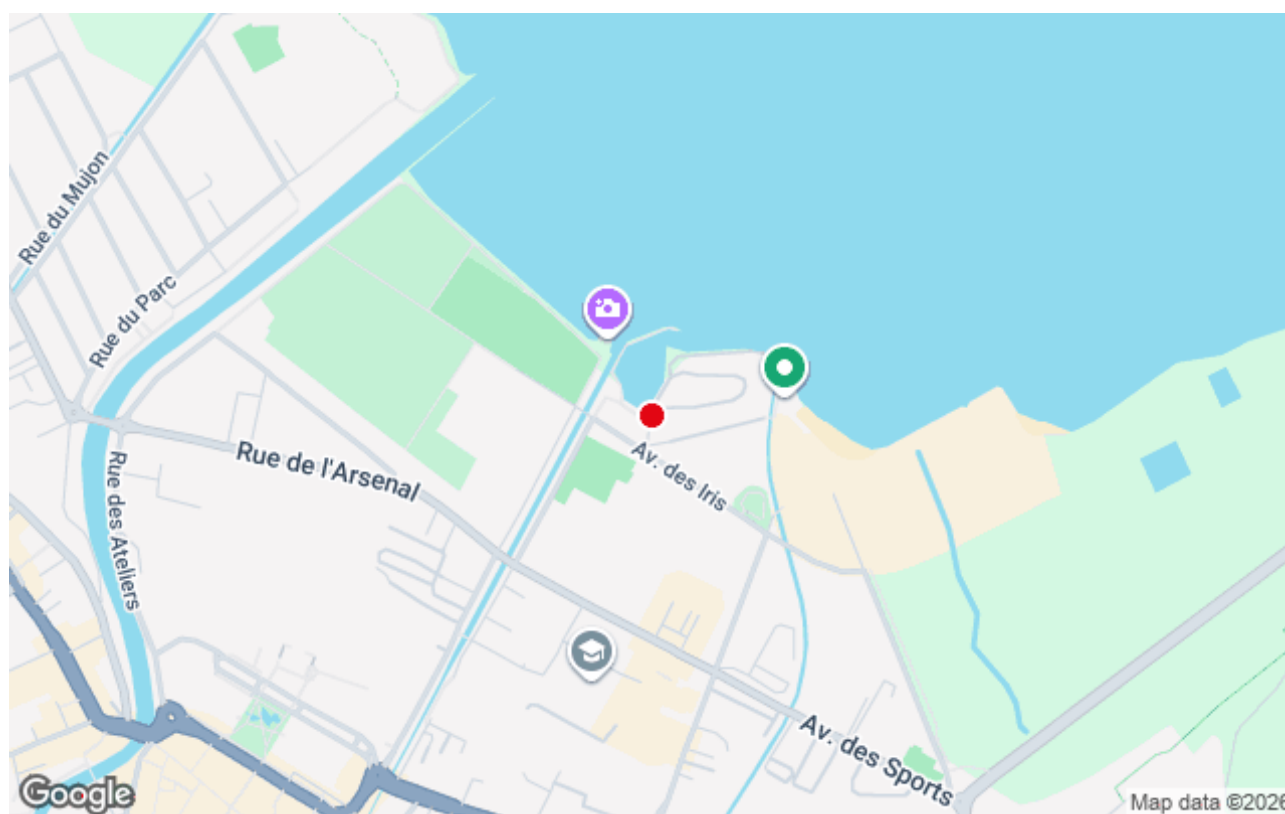 Rue du Mujon
Rue du Parc
Rue de l'Arsenal
Av. des Iris
Rue des Ateliers
Av. des Sports
Google
Map data ©2026